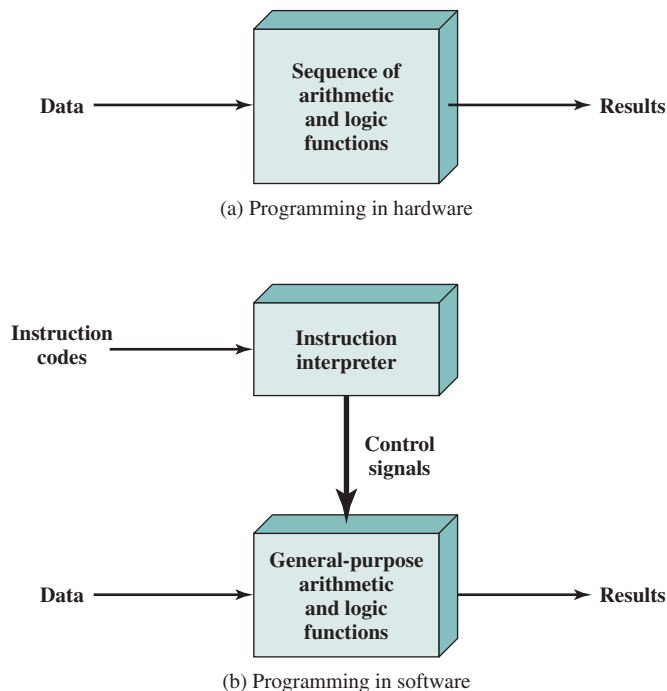 Sequence of
arithmetic
and logic
functions
Data
Results
(a) Programming in hardware
Instruction
codes
Instruction
interpreter
Control
signals
General-purpose
arithmetic
and logic
functions
Data
Results
(b) Programming in software